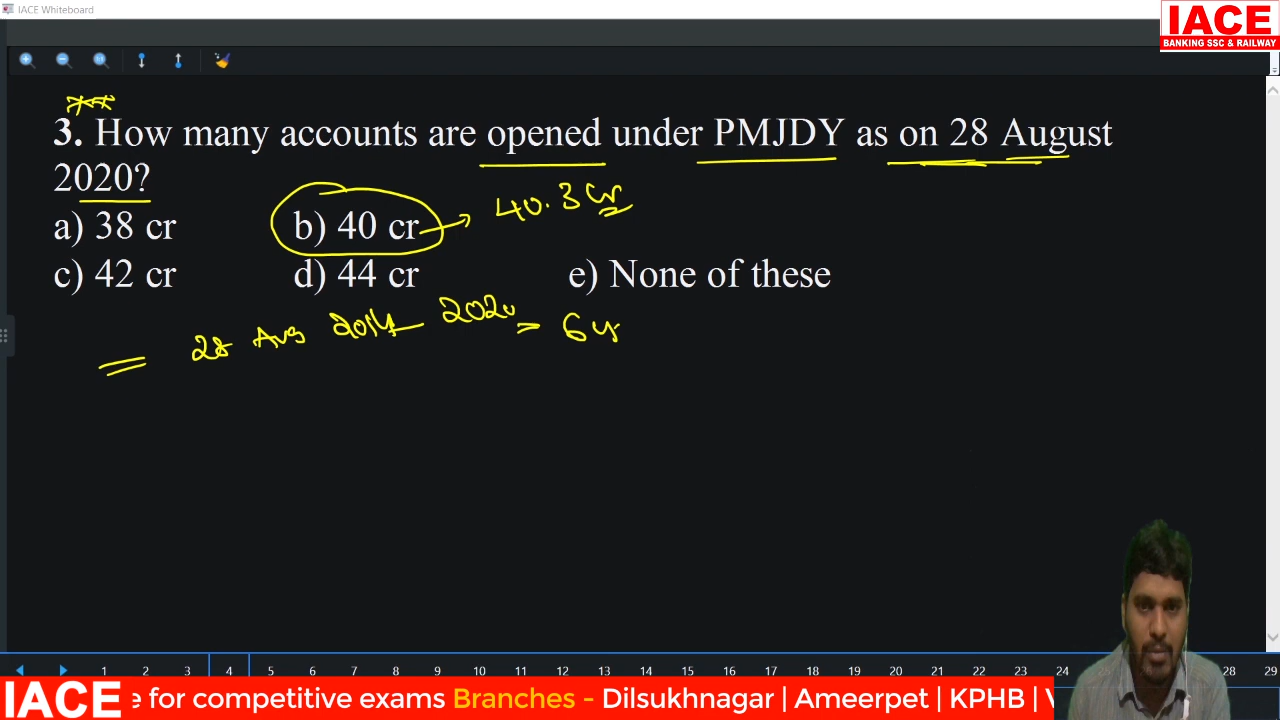 IACE Whiteboard
IACE
BANKING SSC & RAILWAY
**
3. How many accounts are opened under PMJDY as on 28 August
2020?
40.3 cr
a) 38 cr b) 40 cr
c) 42 cr d) 44 cr e) None of these
28 Aug 2014 - 2020 = 6 yr
1 2 3 4 5 6 7 8 9 10 11 12 13 14 15 16 17 18 19 20 21 22 23 24 28 29
IACE e for competitive exams Branches - Dilsukhnagar | Ameerpet | KPHB | V